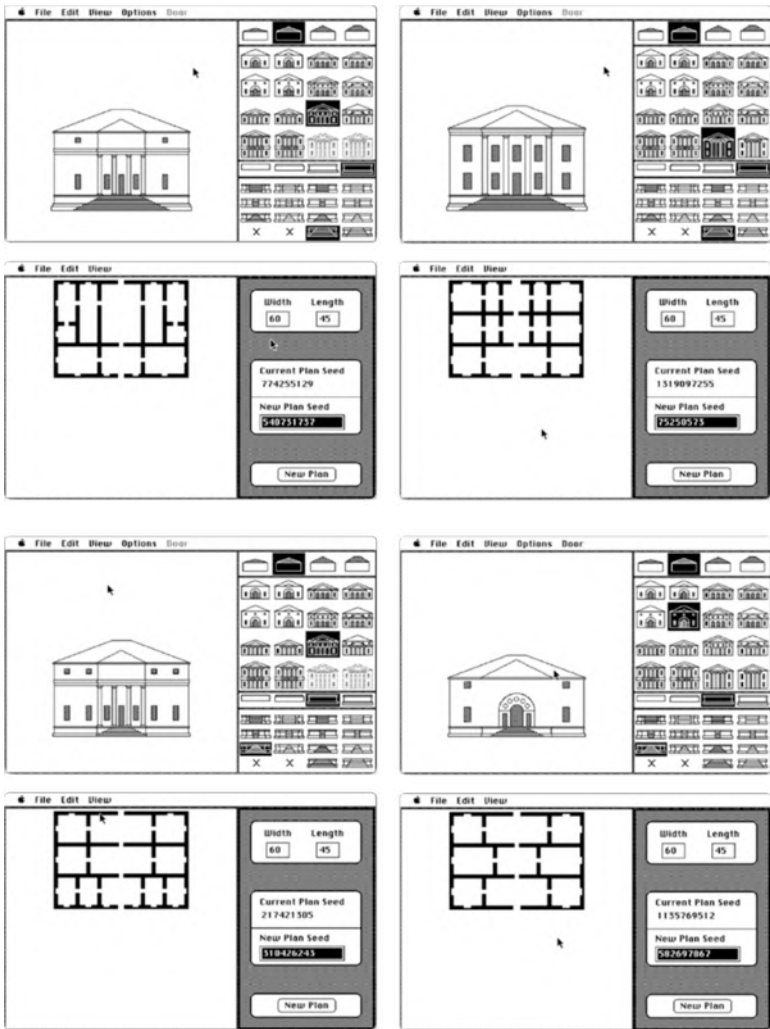 File Edit View Options Door
File Edit View Options Door
File Edit View
Width Length
60 45
Current Plan Seed
774255129
New Plan Seed
540731737
New Plan
File Edit View
Width Length
60 45
Current Plan Seed
1319097255
New Plan Seed
75250573
New Plan
File Edit View Options Door
File Edit View Options Door
File Edit View
Width Length
60 45
Current Plan Seed
217421305
New Plan Seed
310426243
New Plan
File Edit View
Width Length
60 45
Current Plan Seed
1135769512
New Plan Seed
582697867
New Plan